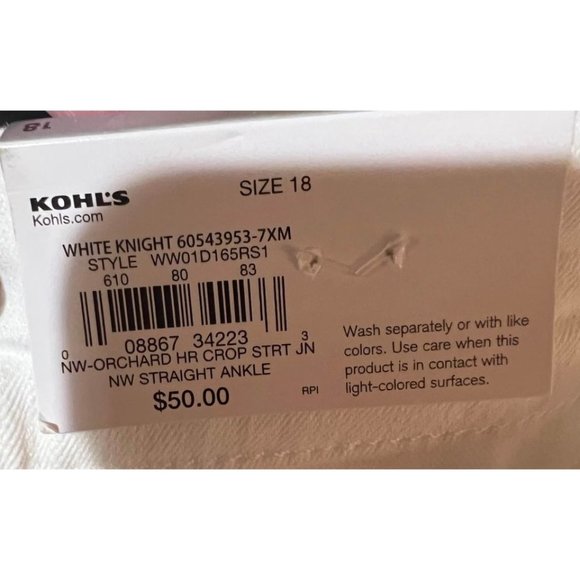 18
KOHL'S
Kohls.com
SIZE 18
WHITE KNIGHT 60543953-7XM
STYLE WW01D165RS1
610 80 83
0 08867 34223 3
NW-ORCHARD HR CROP STRT JN
NW STRAIGHT ANKLE
$50.00
RPI
Wash separately or with like
colors. Use care when this
product is in contact with
light-colored surfaces.